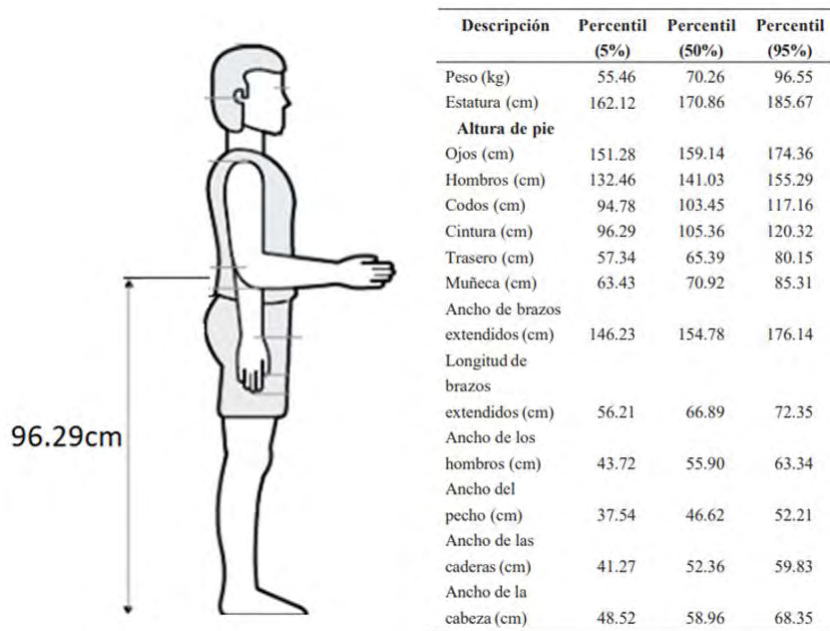 96.29cm
Descripción Percentil Percentil Percentil
(5%) (50%) (95%)
Peso (kg) 55.46 70.26 96.55
Estatura (cm) 162.12 170.86 185.67
Altura de pie
Ojos (cm) 151.28 159.14 174.36
Hombros (cm) 132.46 141.03 155.29
Codos (cm) 94.78 103.45 117.16
Cintura (cm) 96.29 105.36 120.32
Trasero (cm) 57.34 65.39 80.15
Muñeca (cm) 63.43 70.92 85.31
Ancho de brazos
extendidos (cm) 146.23 154.78 176.14
Longitud de
brazos
extendidos (cm) 56.21 66.89 72.35
Ancho de los
hombros (cm) 43.72 55.90 63.34
Ancho del
pecho (cm) 37.54 46.62 52.21
Ancho de las
caderas (cm) 41.27 52.36 59.83
Ancho de la
cabeza (cm) 48.52 58.96 68.35